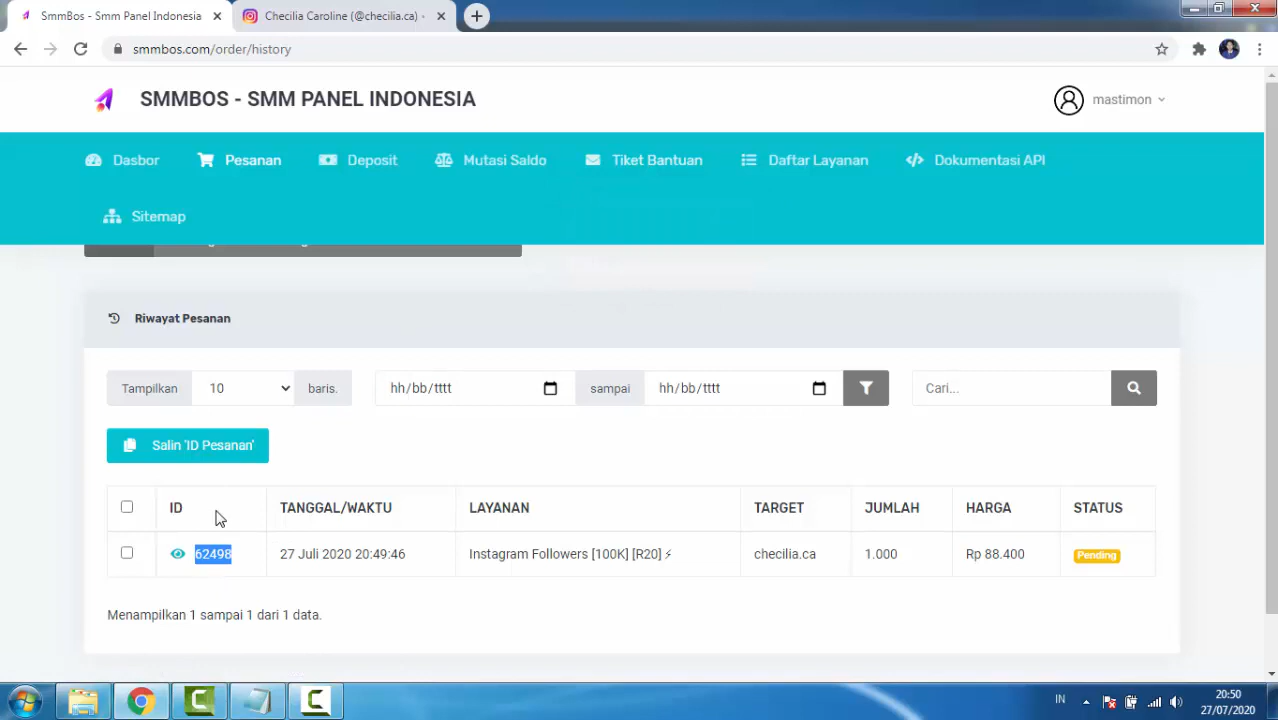 SmmBos - Smm Panel Indonesia
Checilia Caroline (@checilia.ca) •
smmbos.com/order/history
SMMBOS - SMM PANEL INDONESIA
mastimon
Dasbor Pesanan Deposit Mutasi Saldo Tiket Bantuan Daftar Layanan Dokumentasi API
Sitemap
Riwayat Pesanan
Tampilkan 10 baris. hh/bb/tttt sampai hh/bb/tttt Cari...
Salin 'ID Pesanan'
ID TANGGAL/WAKTU LAYANAN TARGET JUMLAH HARGA STATUS
62498 27 Juli 2020 20:49:46 Instagram Followers [100K] [R20] ⚡ checilia.ca 1.000 Rp 88.400 Pending
Menampilkan 1 sampai 1 dari 1 data.
IN
20:50
27/07/2020